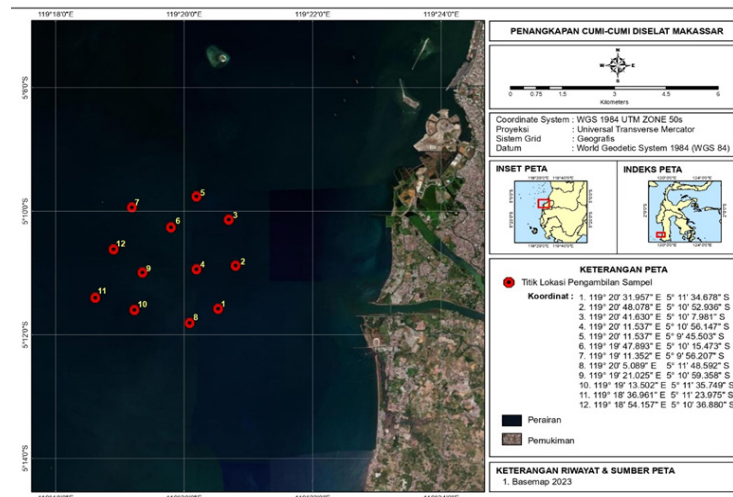 119°18'0"E 119°20'0"E 119°22'0"E 119°24'0"E
5°8'0"S
5°10'0"S
5°12'0"S
5°14'0"S
5
7
3
6
12
2
4
9
11
10
1
8
PENANGKAPAN CUMI-CUMI DISELAT MAKASSAR
N
W E
S
0 0.75 1.5 3 4.5 6
Kilometers
Coordinate System : WGS 1984 UTM ZONE 50s
Proyeksi : Universal Transverse Mercator
Sistem Grid : Geografis
Datum : World Geodetic System 1984 (WGS 84)
INSET PETA
INDEKS PETA
KETERANGAN PETA
Titik Lokasi Pengambilan Sampel
Koordinat : 1. 119° 20' 31.957" E 5° 11' 34.678" S
2. 119° 20' 48.078" E 5° 10' 52.936" S
3. 119° 20' 41.630" E 5° 10' 7.981" S
4. 119° 20' 11.537" E 5° 10' 56.147" S
5. 119° 20' 11.537" E 5° 9' 45.503" S
6. 119° 19' 47.893" E 5° 10' 15.473" S
7. 119° 19' 11.352" E 5° 9' 56.207" S
8. 119° 20' 5.089" E 5° 11' 48.592" S
9. 119° 19' 21.025" E 5° 10' 59.358" S
10. 119° 19' 13.502" E 5° 11' 35.749" S
11. 119° 18' 36.961" E 5° 11' 23.975" S
12. 119° 18' 54.157" E 5° 10' 36.880" S
Perairan
Pemukiman
KETERANGAN RIWAYAT & SUMBER PETA
1. Basemap 2023